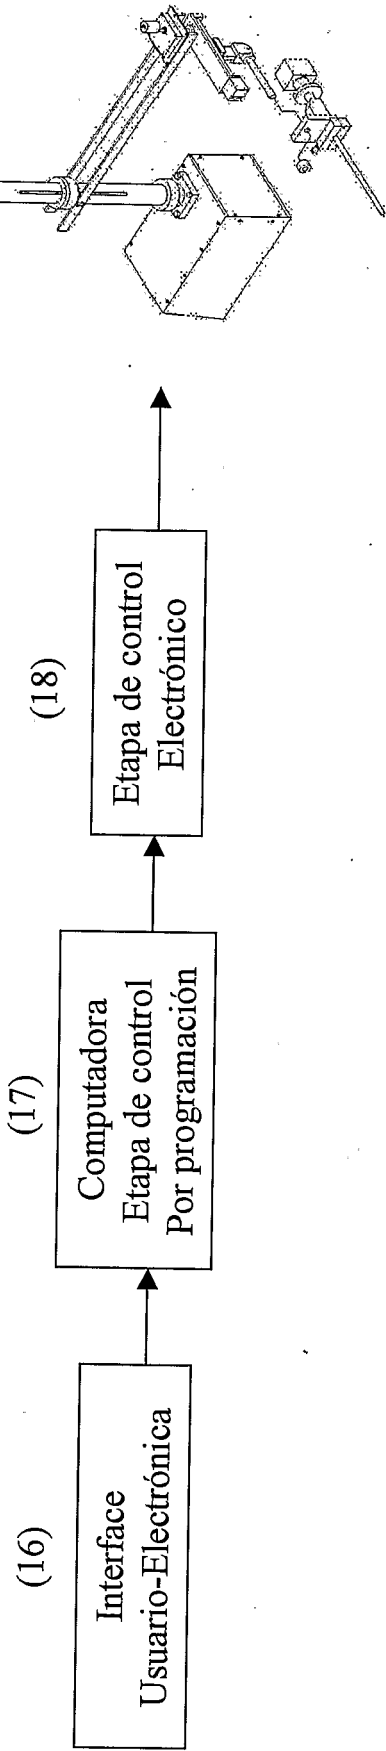 (16)
Interface
Usuario-Electrónica
(17)
Computadora
Etapa de control
Por programación
(18)
Etapa de control
Electrónico